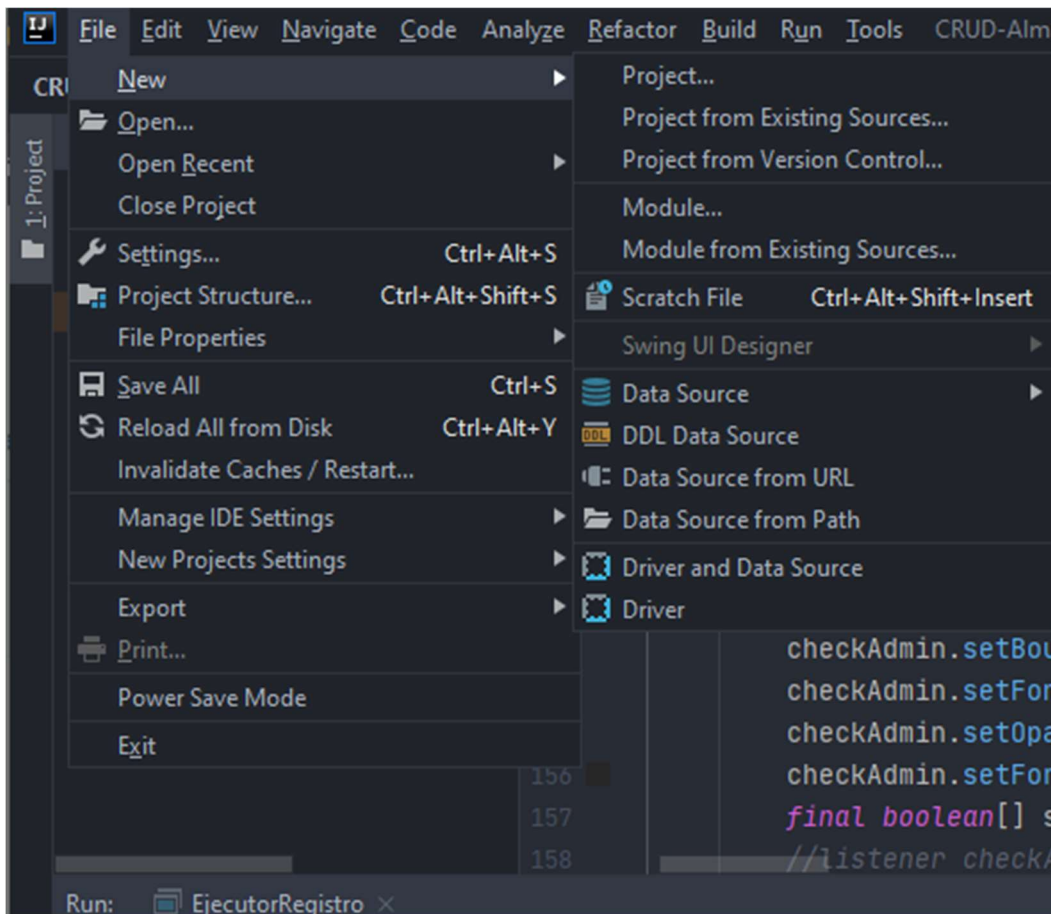 IJ File Edit View Navigate Code Analyze Refactor Build Run Tools CRUD-Alm
CRU
1: Project
New
Open...
Open Recent
Close Project
Settings... Ctrl+Alt+S
Project Structure... Ctrl+Alt+Shift+S
File Properties
Save All Ctrl+S
Reload All from Disk Ctrl+Alt+Y
Invalidate Caches / Restart...
Manage IDE Settings
New Projects Settings
Export
Print...
Power Save Mode
Exit
Project...
Project from Existing Sources...
Project from Version Control...
Module...
Module from Existing Sources...
Scratch File Ctrl+Alt+Shift+Insert
Swing UI Designer
Data Source
DDL DDL Data Source
Data Source from URL
Data Source from Path
Driver and Data Source
Driver
checkAdmin.setBou
checkAdmin.setFor
checkAdmin.setOpa
156 checkAdmin.setFor
157 final boolean[] s
158 //listener checkA
Run: EjecutorRegistro ×